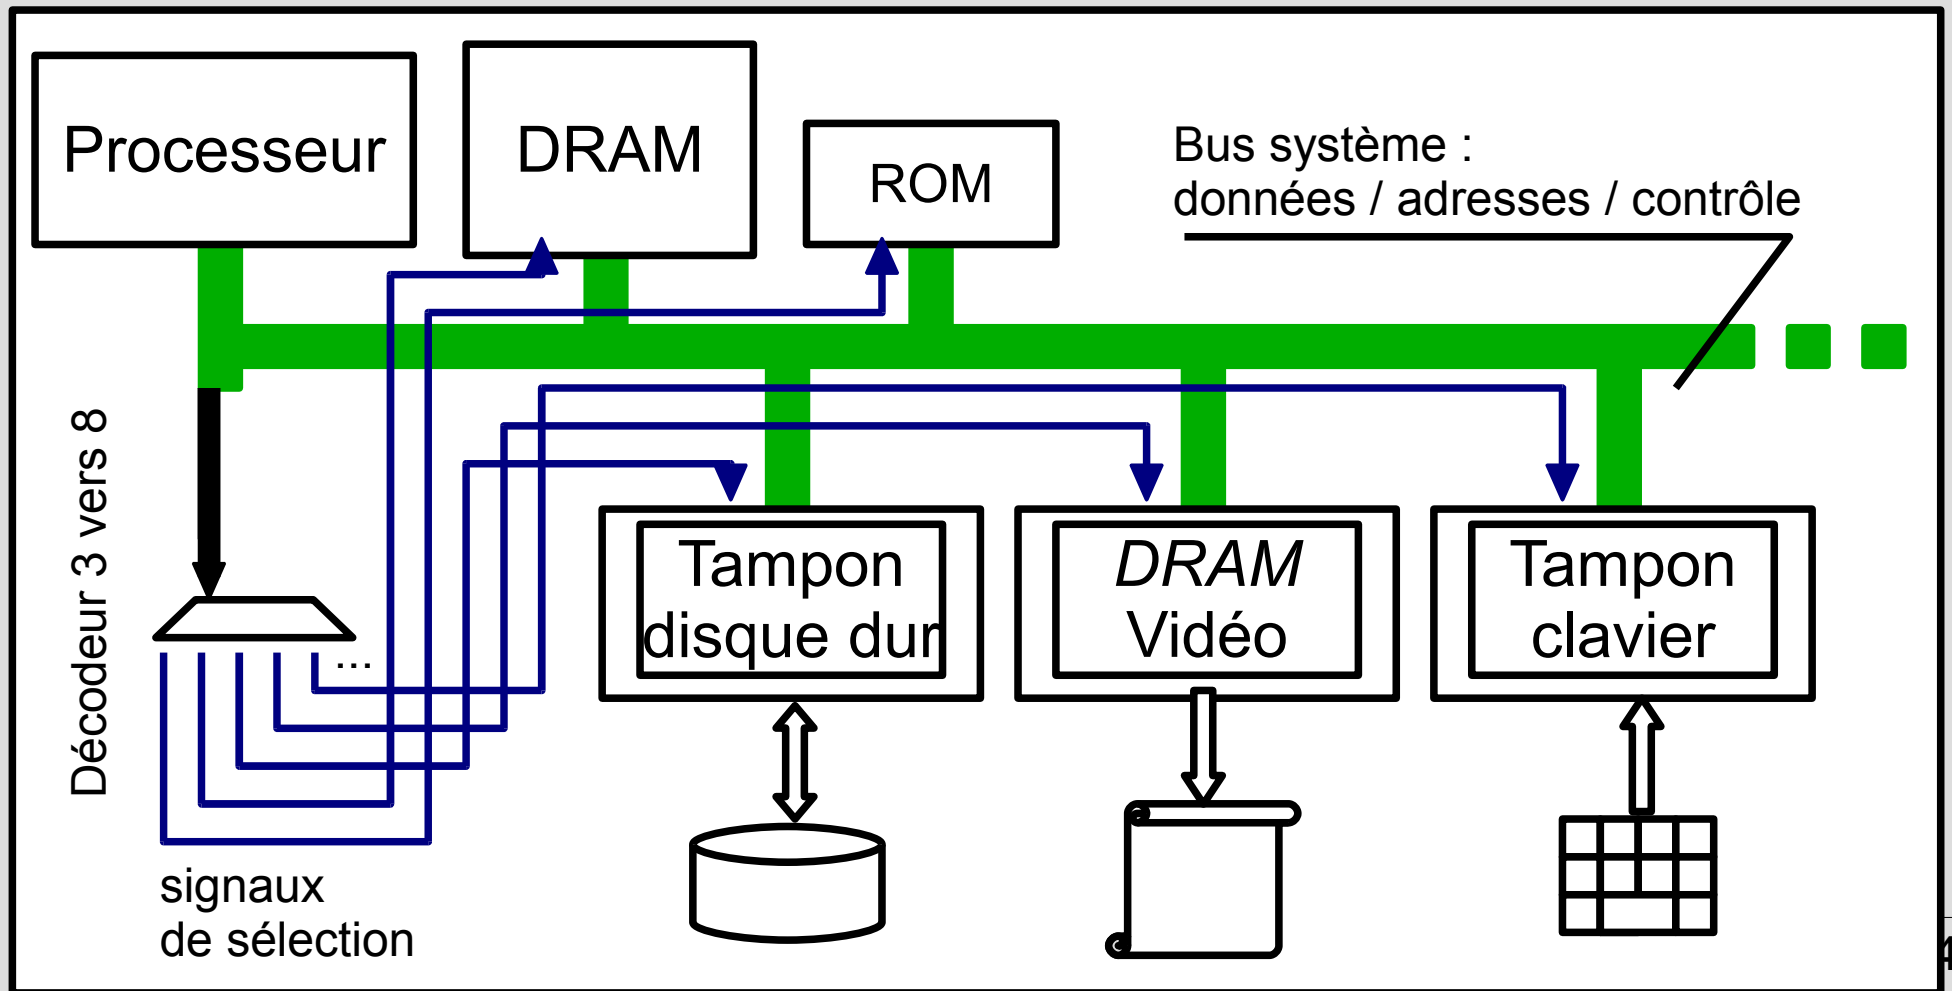 Processeur
DRAM
ROM
Bus système :
données / adresses / contrôle
Décodeur 3 vers 8
...
Tampon
disque dur
DRAM
Vidéo
Tampon
clavier
signaux
de sélection
4